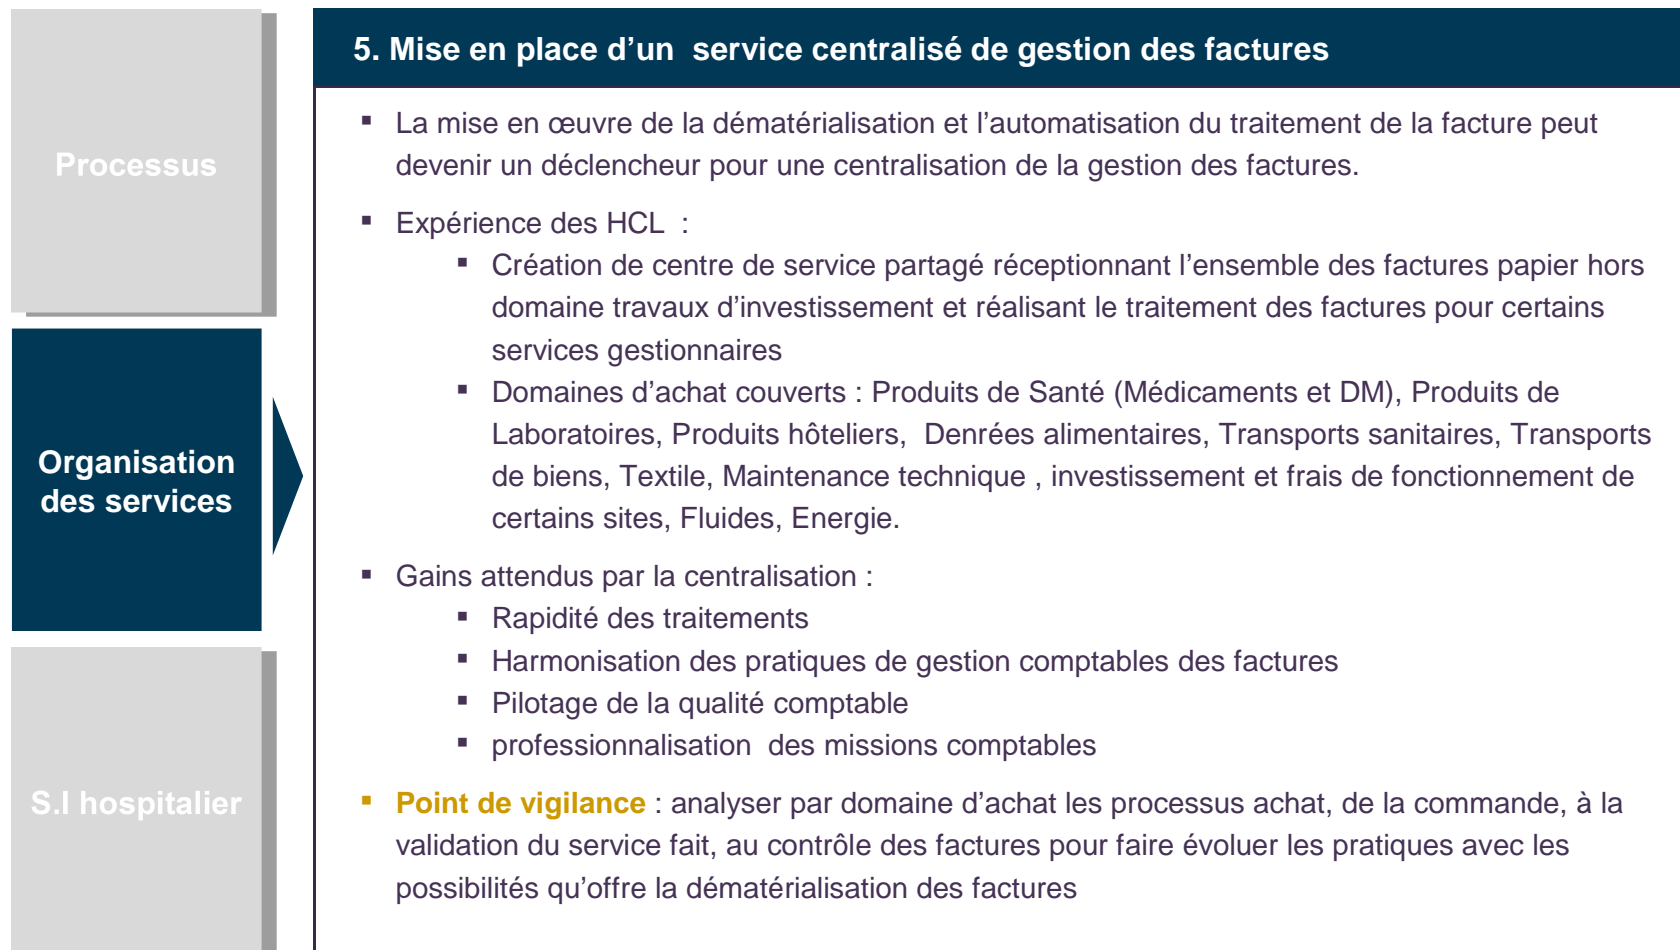 Processus
Organisation
des services
S.I hospitalier
5. Mise en place d’un  service centralisé de gestion des factures
▪ La mise en œuvre de la dématérialisation et l’automatisation du traitement de la facture peut
devenir un déclencheur pour une centralisation de la gestion des factures.
▪ Expérience des HCL  :
▪ Création de centre de service partagé réceptionnant l’ensemble des factures papier hors
domaine travaux d’investissement et réalisant le traitement des factures pour certains
services gestionnaires
▪ Domaines d’achat couverts : Produits de Santé (Médicaments et DM), Produits de
Laboratoires, Produits hôteliers,  Denrées alimentaires, Transports sanitaires, Transports
de biens, Textile, Maintenance technique , investissement et frais de fonctionnement de
certains sites, Fluides, Energie.
▪ Gains attendus par la centralisation :
▪ Rapidité des traitements
▪ Harmonisation des pratiques de gestion comptables des factures
▪ Pilotage de la qualité comptable
▪ professionnalisation  des missions comptables
▪ Point de vigilance : analyser par domaine d’achat les processus achat, de la commande, à la
validation du service fait, au contrôle des factures pour faire évoluer les pratiques avec les
possibilités qu’offre la dématérialisation des factures